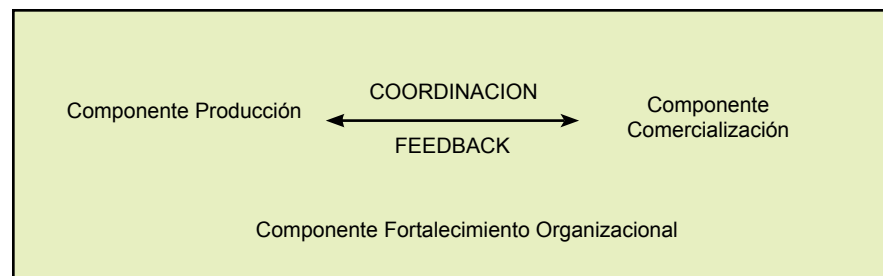 COORDINACION
Componente Producción
Componente
Comercialización
FEEDBACK
Componente Fortalecimiento Organizacional